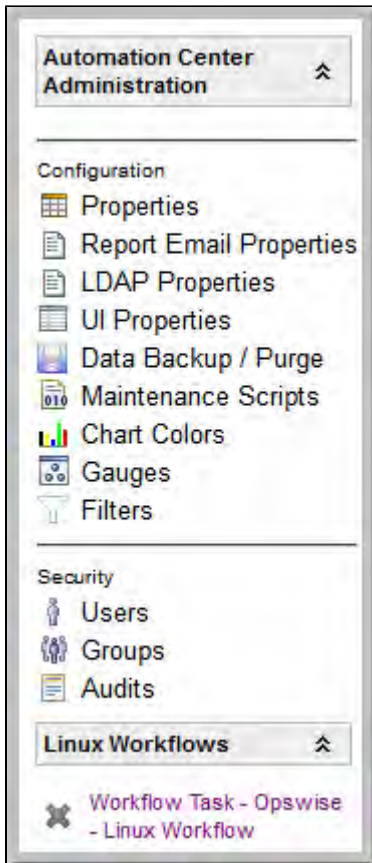 Automation Center
Administration
Configuration
Properties
Report Email Properties
LDAP Properties
UI Properties
Data Backup / Purge
010
Maintenance Scripts
Chart Colors
Gauges
Filters
Security
Users
Groups
Audits
Linux Workflows
Workflow Task - Opswise
- Linux Workflow